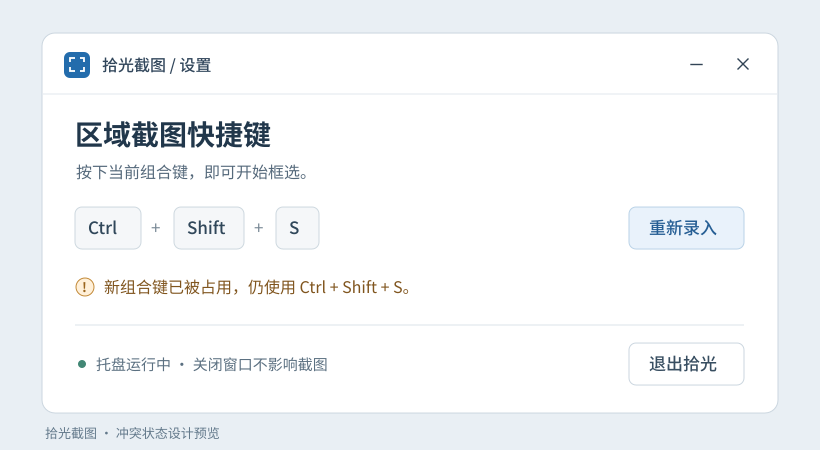 拾光截图 / 设置
区域截图快捷键
按下当前组合键，即可开始框选。
Ctrl + Shift + S
重新录入
! 新组合键已被占用，仍使用 Ctrl + Shift + S。
托盘运行中 · 关闭窗口不影响截图
退出拾光
拾光截图 · 冲突状态设计预览